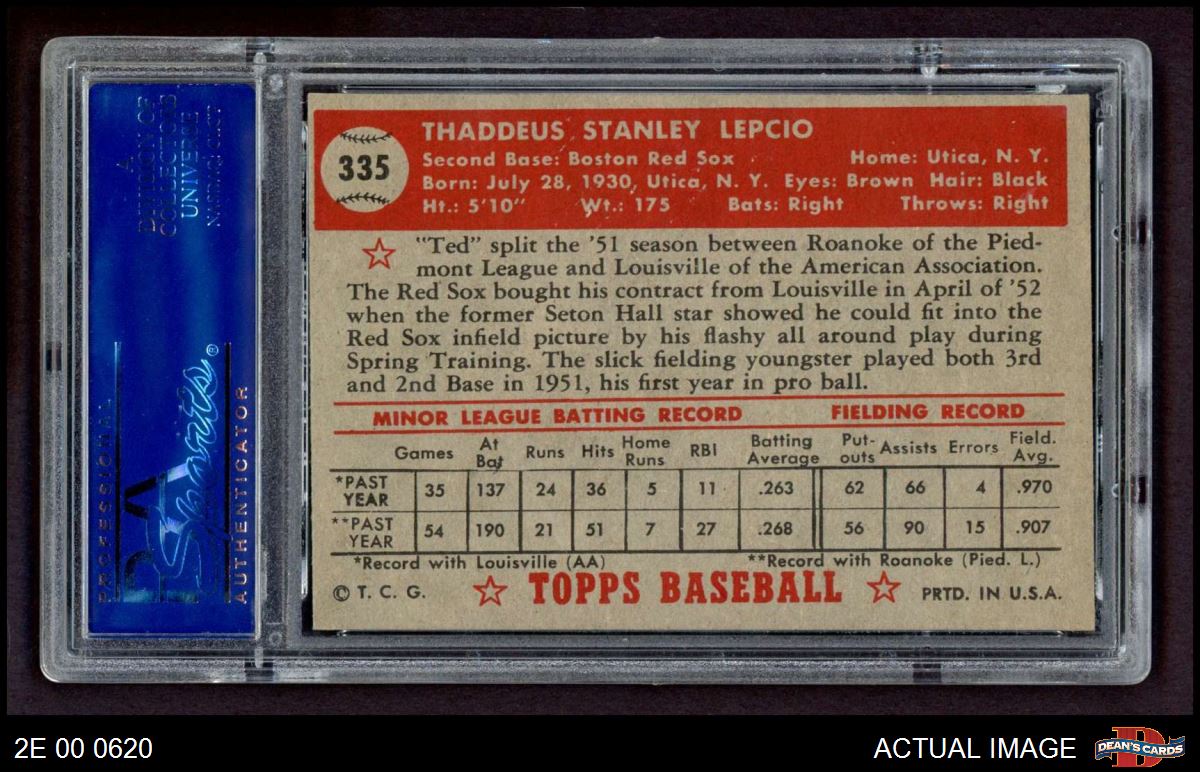 335
THADDEUS STANLEY LEPCIO
Second Base: Boston Red Sox Home: Utica, N. Y.
Born: July 28, 1930, Utica, N. Y. Eyes: Brown Hair: Black
Ht.: 5'10" Wt.: 175 Bats: Right Throws: Right
"Ted" split the '51 season between Roanoke of the Pied-
mont League and Louisville of the American Association.
The Red Sox bought his contract from Louisville in April of '52
when the former Seton Hall star showed he could fit into the
Red Sox infield picture by his flashy all around play during
Spring Training. The slick fielding youngster played both 3rd
and 2nd Base in 1951, his first year in pro ball.
MINOR LEAGUE BATTING RECORD FIELDING RECORD
Games At Bat Runs Hits Home Runs RBI Batting Average Put-outs Assists Errors Field. Avg.
*PAST YEAR 35 137 24 36 5 11 .263 62 66 4 .970
**PAST YEAR 54 190 21 51 7 27 .268 56 90 15 .907
*Record with Louisville (AA) **Record with Roanoke (Pied. L.)
© T. C. G. TOPPS BASEBALL PRTD. IN U.S.A.
A
DIVISION OF
COLLECTORS
UNIVERSE
PROFESSIONAL
Sports
®
AUTHENTICATOR
2E 00 0620 ACTUAL IMAGE
DEAN'S CARDS